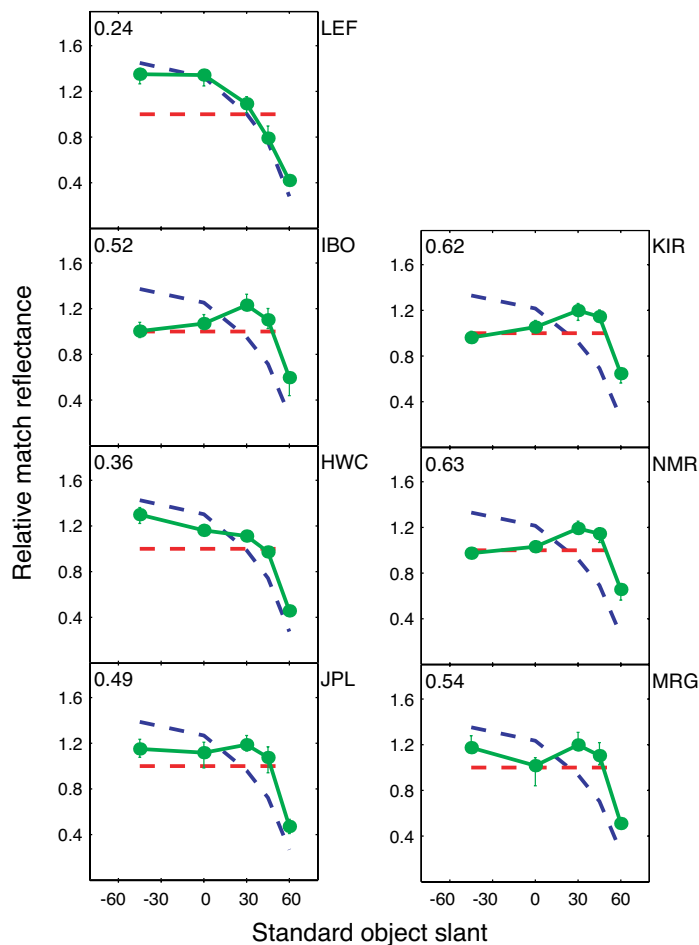 0.24 LEF
1.6
1.2
0.8
0.4
0.52 IBO
1.6
1.2
0.8
0.4
0.62 KIR
1.6
1.2
0.8
0.4
0.36 HWC
1.6
1.2
0.8
0.4
0.63 NMR
1.6
1.2
0.8
0.4
0.49 JPL
1.6
1.2
0.8
0.4
0.54 MRG
1.6
1.2
0.8
0.4
-60 -30 0 30 60
-60 -30 0 30 60
Relative match reflectance
Standard object slant